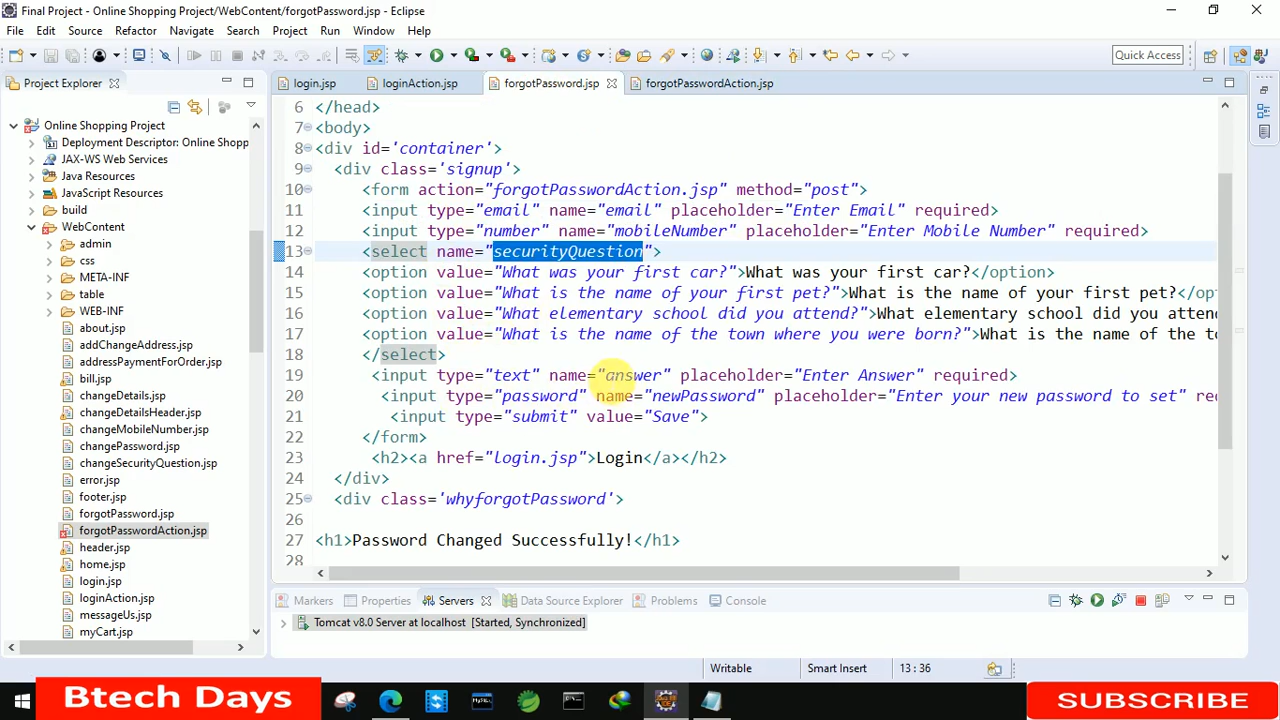 Final Project - Online Shopping Project/WebContent/forgotPassword.jsp - Eclipse
File Edit Source Refactor Navigate Search Project Run Window Help
Quick Access
Project Explorer
login.jsp loginAction.jsp forgotPassword.jsp forgotPasswordAction.jsp
Online Shopping Project
Deployment Descriptor: Online Shopp
JAX-WS Web Services
Java Resources
JavaScript Resources
build
WebContent
admin
css
META-INF
table
WEB-INF
about.jsp
addChangeAddress.jsp
addressPaymentForOrder.jsp
bill.jsp
changeDetails.jsp
changeDetailsHeader.jsp
changeMobileNumber.jsp
changePassword.jsp
changeSecurityQuestion.jsp
error.jsp
footer.jsp
forgotPassword.jsp
forgotPasswordAction.jsp
header.jsp
home.jsp
login.jsp
loginAction.jsp
messageUs.jsp
myCart.jsp
6 </head>
7 <body>
8 <div id='container'>
9 <div class='signup'>
10 <form action="forgotPasswordAction.jsp" method="post">
11 <input type="email" name="email" placeholder="Enter Email" required>
12 <input type="number" name="mobileNumber" placeholder="Enter Mobile Number" required>
13 <select name="securityQuestion">
14 <option value="What was your first car?">What was your first car?</option>
15 <option value="What is the name of your first pet?">What is the name of your first pet?</op
16 <option value="What elementary school did you attend?">What elementary school did you attend
17 <option value="What is the name of the town where you were born?">What is the name of the to
18 </select>
19 <input type="text" name="answer" placeholder="Enter Answer" required>
20 <input type="password" name="newPassword" placeholder="Enter your new password to set" req
21 <input type="submit" value="Save">
22 </form>
23 <h2><a href="login.jsp">Login</a></h2>
24 </div>
25 <div class='whyforgotPassword'>
26
27 <h1>Password Changed Successfully!</h1>
28
Markers Properties Servers Data Source Explorer Problems Console
Tomcat v8.0 Server at localhost [Started, Synchronized]
Writable Smart Insert 13 : 36
Btech Days
SUBSCRIBE